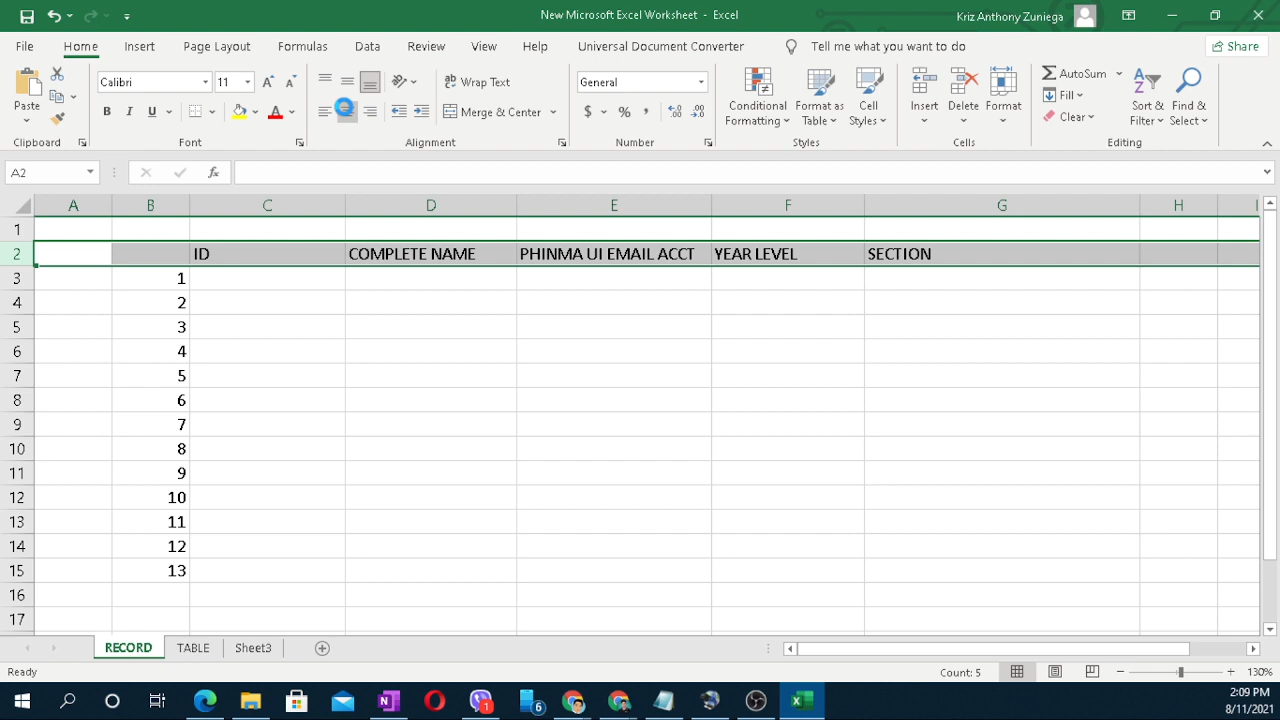 New Microsoft Excel Worksheet - Excel
Kriz Anthony Zuniega
File Home Insert Page Layout Formulas Data Review View Help Universal Document Converter Tell me what you want to do Share
Paste
Calibri 11
B I U
A
Wrap Text
Merge & Center
General
$ % ,
Conditional Formatting
Format as Table
Cell Styles
Insert
Delete
Format
AutoSum
Fill
Clear
Sort & Filter
Find & Select
Clipboard Font Alignment Number Styles Cells Editing
A2 fx
A B C D E F G H I
1
2 ID COMPLETE NAME PHINMA UI EMAIL ACCT YEAR LEVEL SECTION
3 1
4 2
5 3
6 4
7 5
8 6
9 7
10 8
11 9
12 10
13 11
14 12
15 13
16
17
RECORD TABLE Sheet3
Ready Count: 5 130%
1 6
2:09 PM
8/11/2021